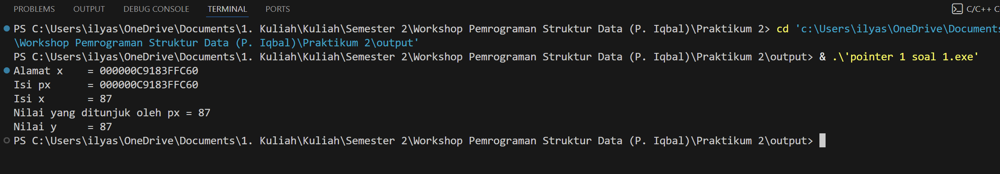 PROBLEMS OUTPUT DEBUG CONSOLE TERMINAL PORTS C/C++ C
PS C:\Users\ilyas\OneDrive\Documents\1. Kuliah\Kuliah\Semester 2\Workshop Pemrograman Struktur Data (P. Iqbal)\Praktikum 2> cd 'c:\Users\ilyas\OneDrive\Documents
\Workshop Pemrograman Struktur Data (P. Iqbal)\Praktikum 2\output'
PS C:\Users\ilyas\OneDrive\Documents\1. Kuliah\Kuliah\Semester 2\Workshop Pemrograman Struktur Data (P. Iqbal)\Praktikum 2\output> & .\'pointer 1 soal 1.exe'
Alamat x    = 000000C9183FFC60
Isi px      = 000000C9183FFC60
Isi x       = 87
Nilai yang ditunjuk oleh px = 87
Nilai y     = 87
PS C:\Users\ilyas\OneDrive\Documents\1. Kuliah\Kuliah\Semester 2\Workshop Pemrograman Struktur Data (P. Iqbal)\Praktikum 2\output>